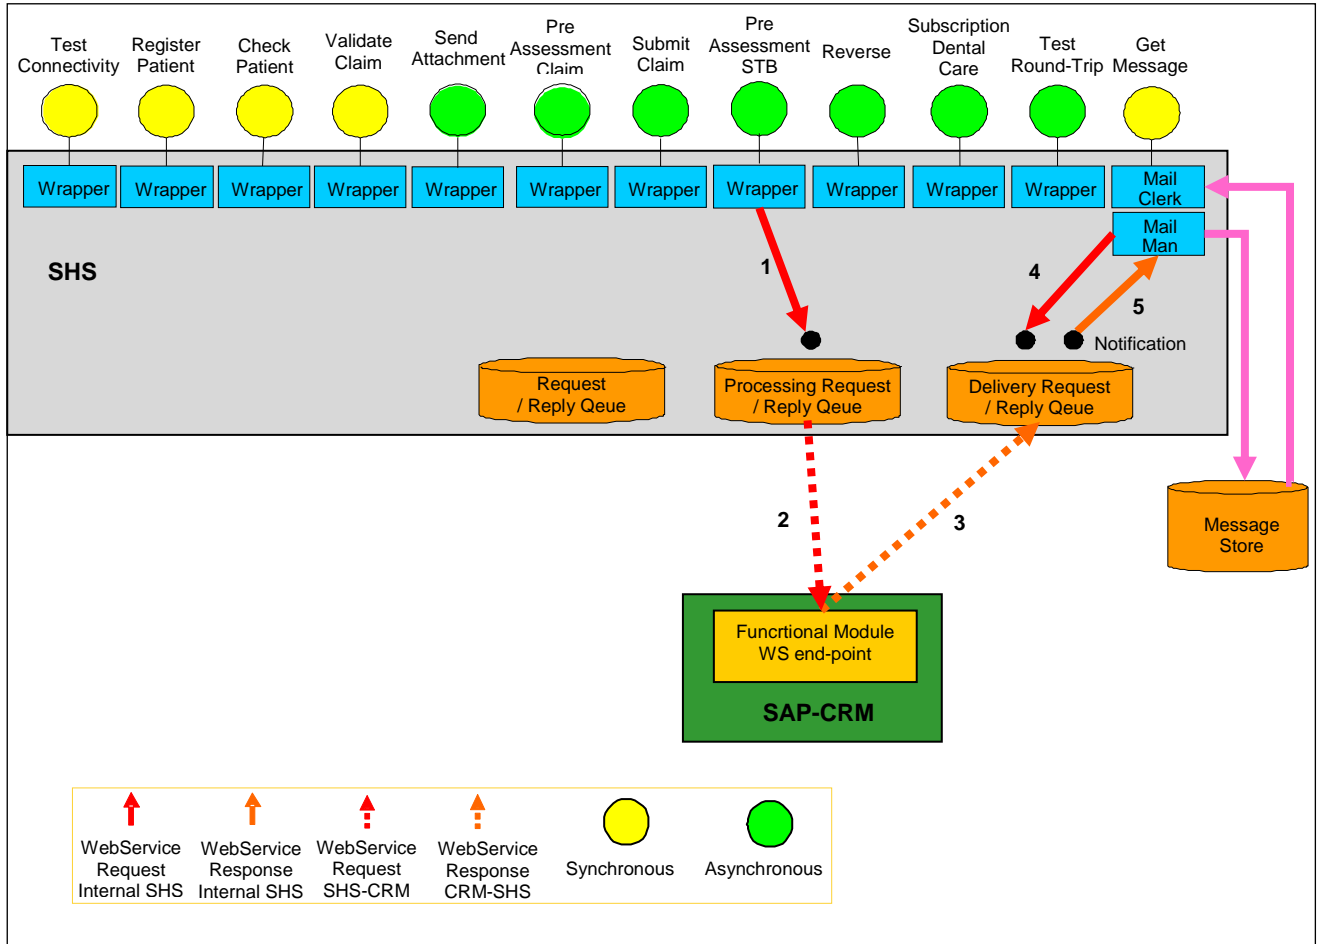 Test
Connectivity
Register
Patient
Check
Patient
Validate
Claim
Send
Attachment
Pre
Assessment
Claim
Submit
Claim
Pre
Assessment
STB
Reverse
Subscription
Dental
Care
Test
Round-Trip
Get
Message
Wrapper
Wrapper
Wrapper
Wrapper
Wrapper
Wrapper
Wrapper
Wrapper
Wrapper
Wrapper
Wrapper
Mail
Clerk
Mail
Man
SHS
1
4
5
Notification
Request
/ Reply Qeue
Processing Request
/ Reply Qeue
Delivery Request
/ Reply Qeue
2
3
Message
Store
Funcrtional Module
WS end-point
SAP-CRM
WebService
Request
Internal SHS
WebService
Response
Internal SHS
WebService
Request
SHS-CRM
WebService
Response
CRM-SHS
Synchronous
Asynchronous